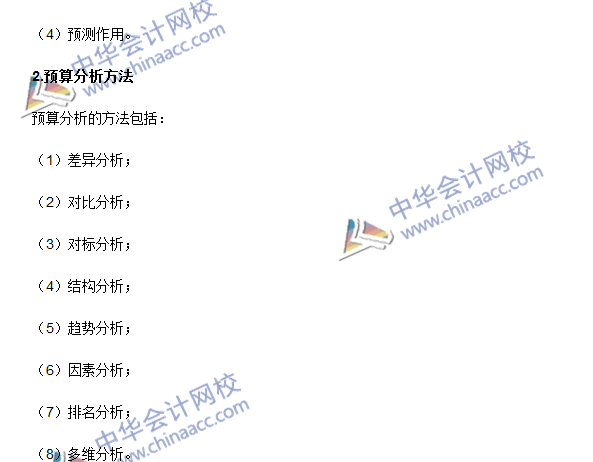 （4）预测作用。
中华会计网校
www.chinaacc.com
2.预算分析方法
预算分析的方法包括：
（1）差异分析；
（2）对比分析；
中华会计网校
www.chinaacc.com
（3）对标分析；
（4）结构分析；
（5）趋势分析；
（6）因素分析；
（7）排名分析；
中华会计网校
www.chinaacc.com
（8）多维分析。